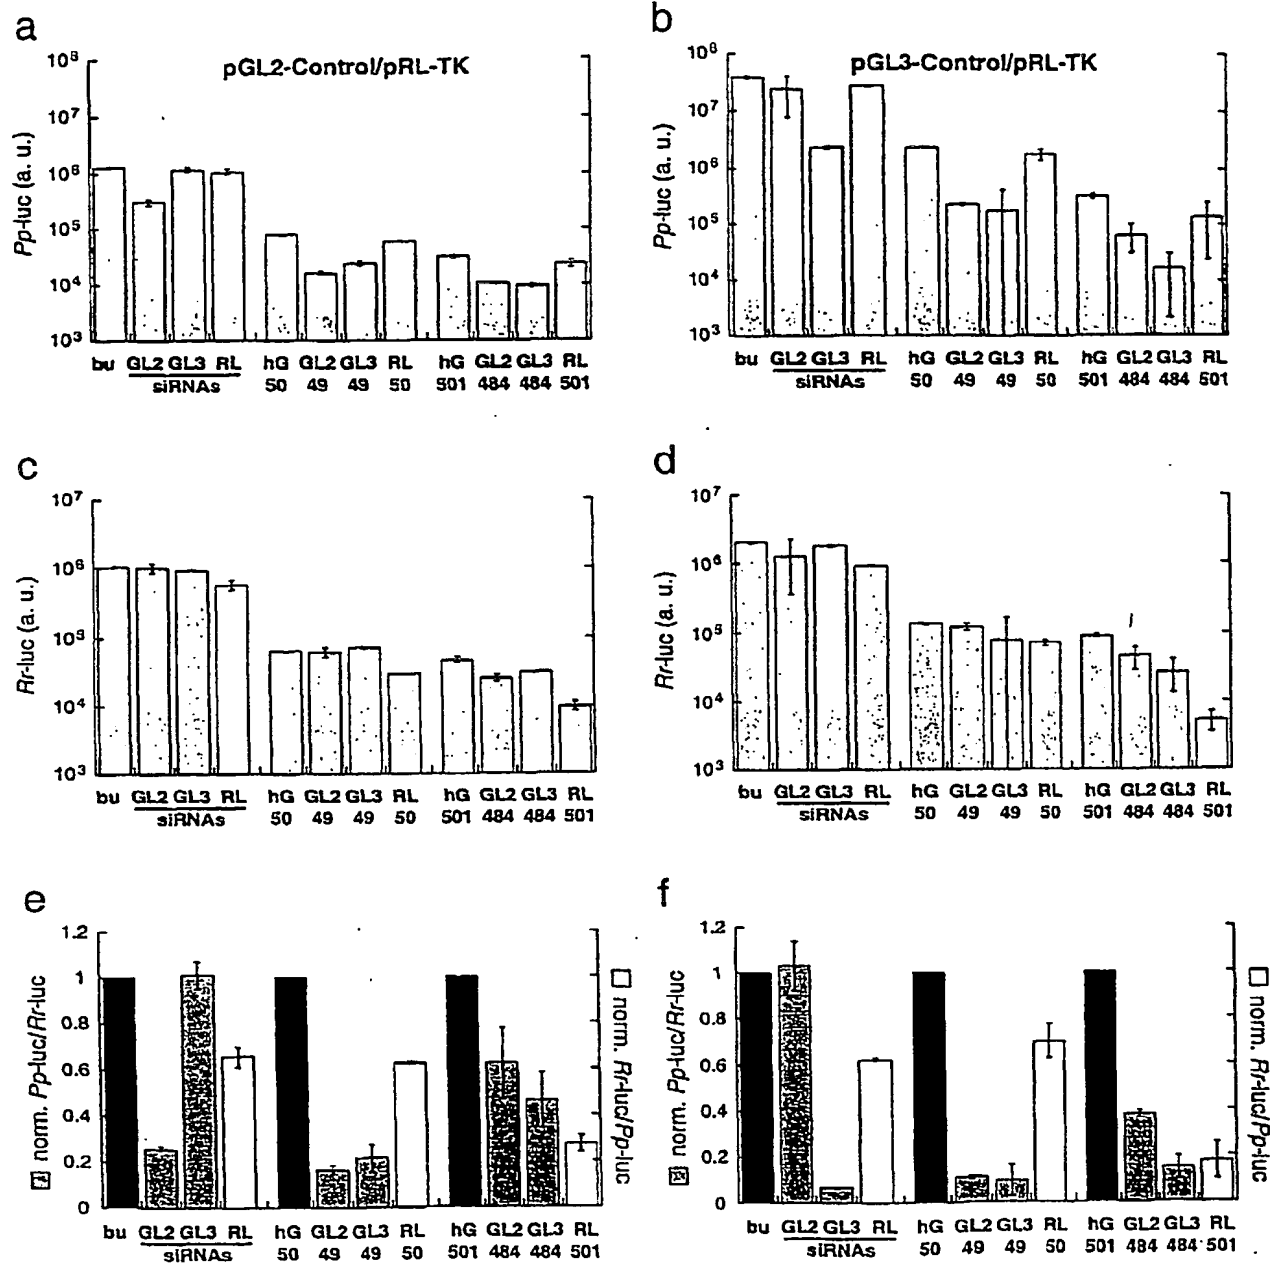 a
pGL2-Control/pRL-TK
Pp-luc (a. u.)
10⁸
10⁷
10⁶
10⁵
10⁴
10³
bu GL2 GL3 RL hG GL2 GL3 RL hG GL2 GL3 RL
siRNAs 50 49 49 50 501 484 484 501
b
pGL3-Control/pRL-TK
Pp-luc (a. u.)
10⁸
10⁷
10⁶
10⁵
10⁴
10³
bu GL2 GL3 RL hG GL2 GL3 RL hG GL2 GL3 RL
siRNAs 50 49 49 50 501 484 484 501
c
Rr-luc (a. u.)
10⁷
10⁶
10⁵
10⁴
10³
bu GL2 GL3 RL hG GL2 GL3 RL hG GL2 GL3 RL
siRNAs 50 49 49 50 501 484 484 501
d
Rr-luc (a. u.)
10⁷
10⁶
10⁵
10⁴
10³
bu GL2 GL3 RL hG GL2 GL3 RL hG GL2 GL3 RL
siRNAs 50 49 49 50 501 484 484 501
e
norm. Pp-luc/Rr-luc
1.2
1
0.8
0.6
0.4
0.2
0
norm. Rr-luc/Pp-luc
bu GL2 GL3 RL hG GL2 GL3 RL hG GL2 GL3 RL
siRNAs 50 49 49 50 501 484 484 501
f
norm. Pp-luc/Rr-luc
1.2
1
0.8
0.6
0.4
0.2
0
norm. Rr-luc/Pp-luc
bu GL2 GL3 RL hG GL2 GL3 RL hG GL2 GL3 RL
siRNAs 50 49 49 50 501 484 484 501